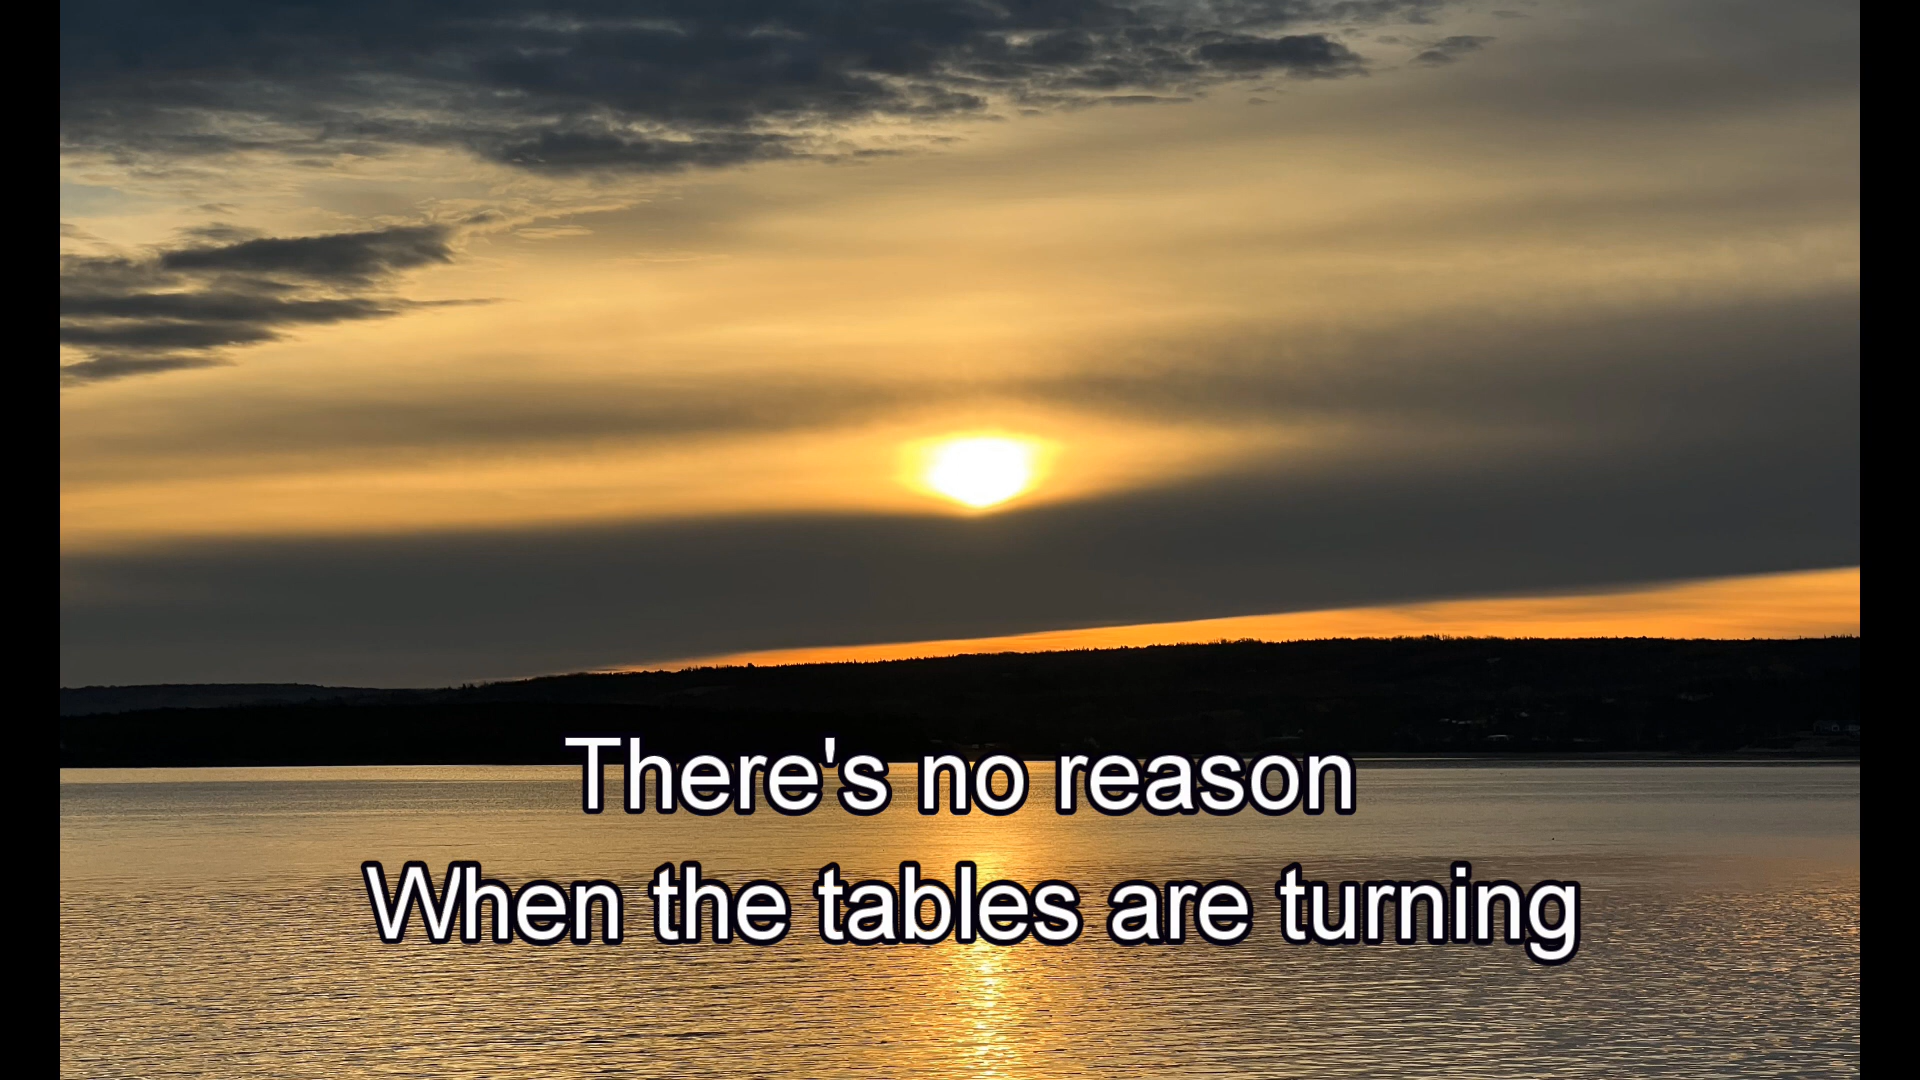 There's no reason
When the tables are turning